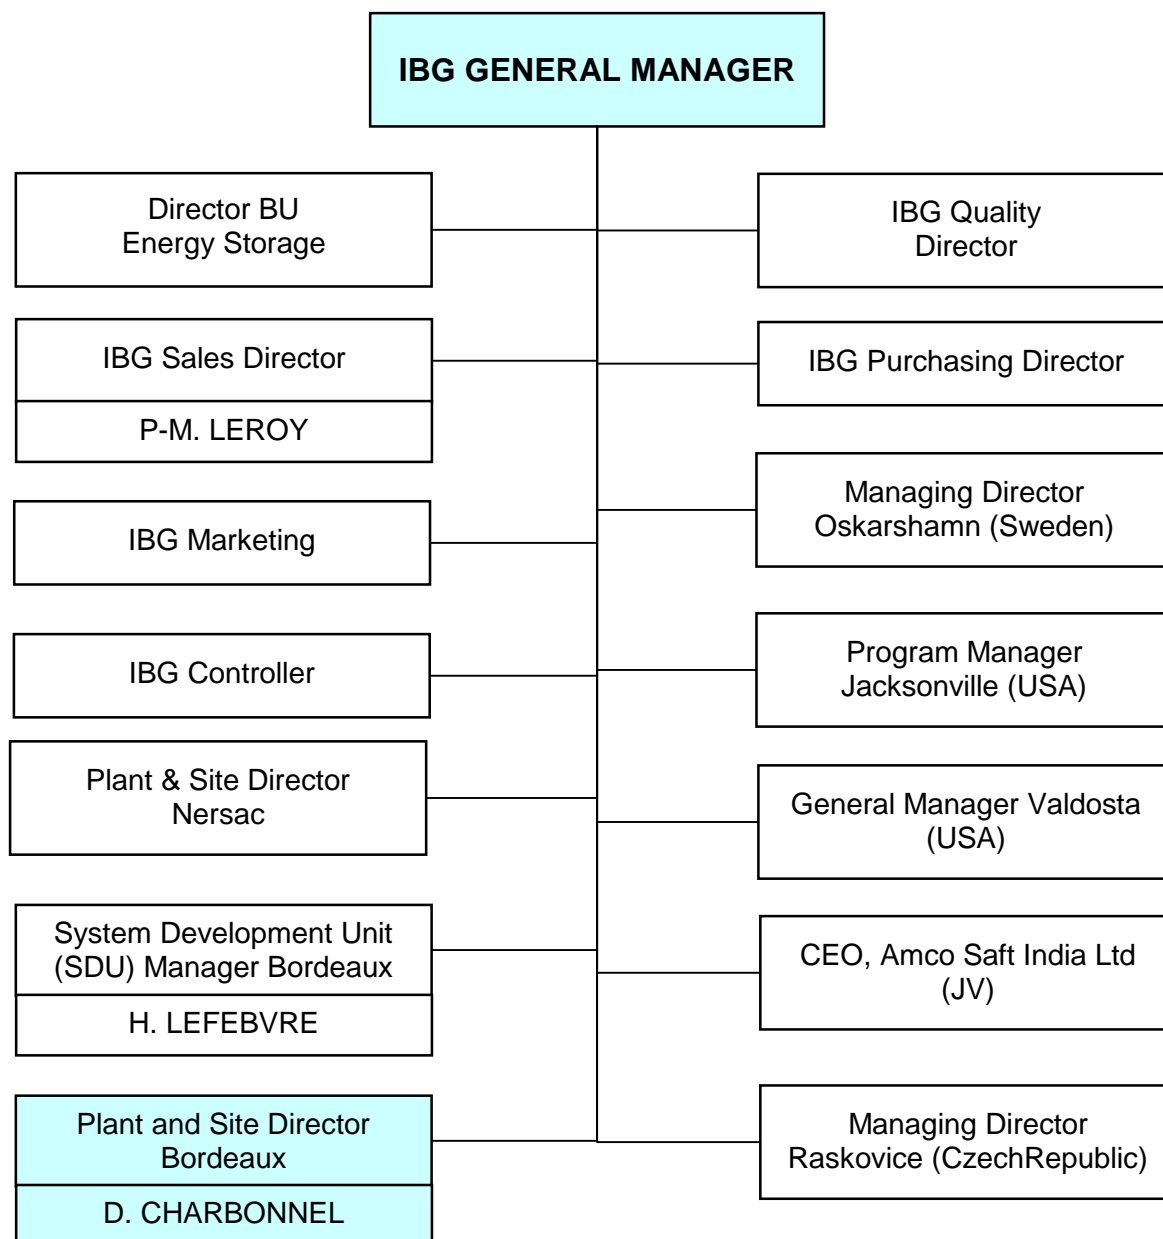 IBG GENERAL MANAGER
Director BU
Energy Storage
IBG Sales Director
P-M. LEROY
IBG Marketing
IBG Controller
Plant & Site Director
Nersac
System Development Unit
(SDU) Manager Bordeaux
H. LEFEBVRE
Plant and Site Director
Bordeaux
D. CHARBONNEL
IBG Quality
Director
IBG Purchasing Director
Managing Director
Oskarshamn (Sweden)
Program Manager
Jacksonville (USA)
General Manager Valdosta
(USA)
CEO, Amco Saft India Ltd
(JV)
Managing Director
Raskovice (CzechRepublic)